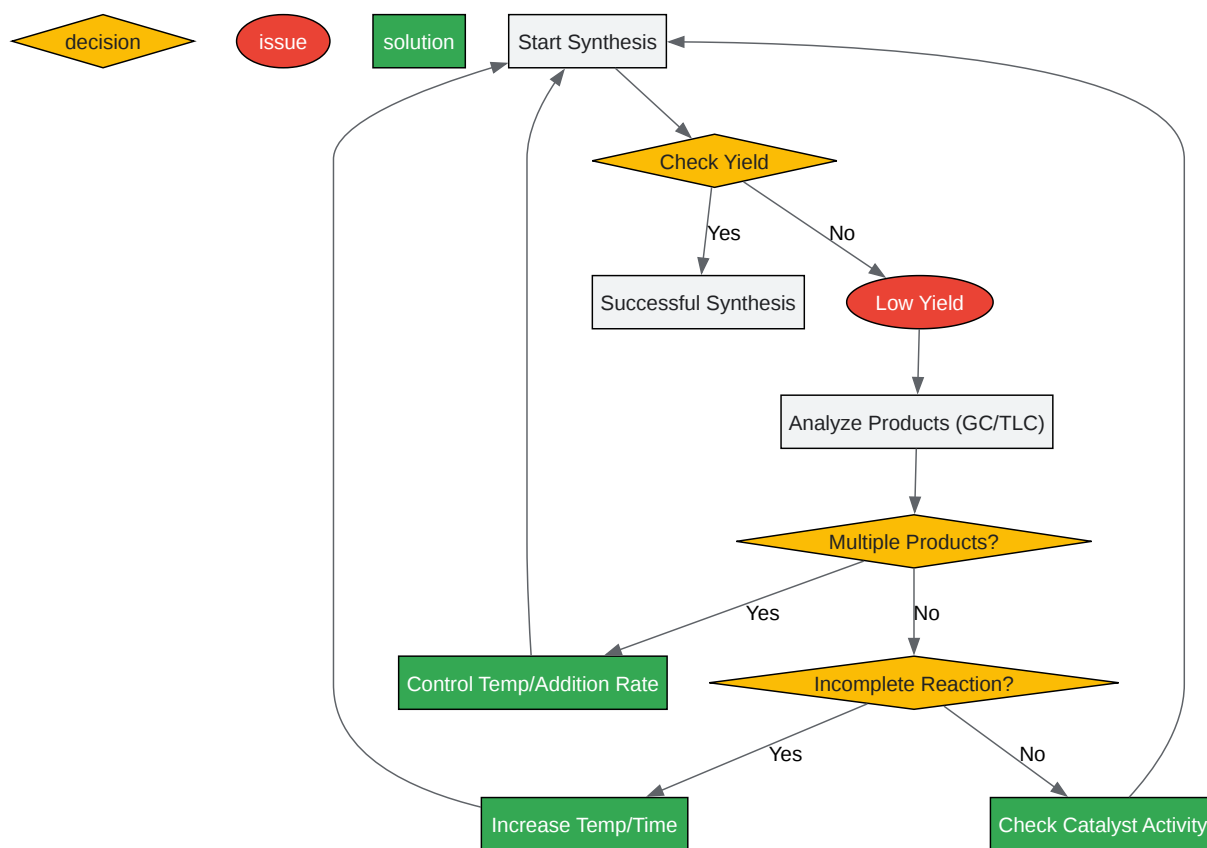 decision
issue
solution
Start Synthesis
Check Yield
Yes
No
Successful Synthesis
Low Yield
Analyze Products (GC/TLC)
Multiple Products?
Yes
No
Control Temp/Addition Rate
Incomplete Reaction?
Yes
No
Increase Temp/Time
Check Catalyst Activity